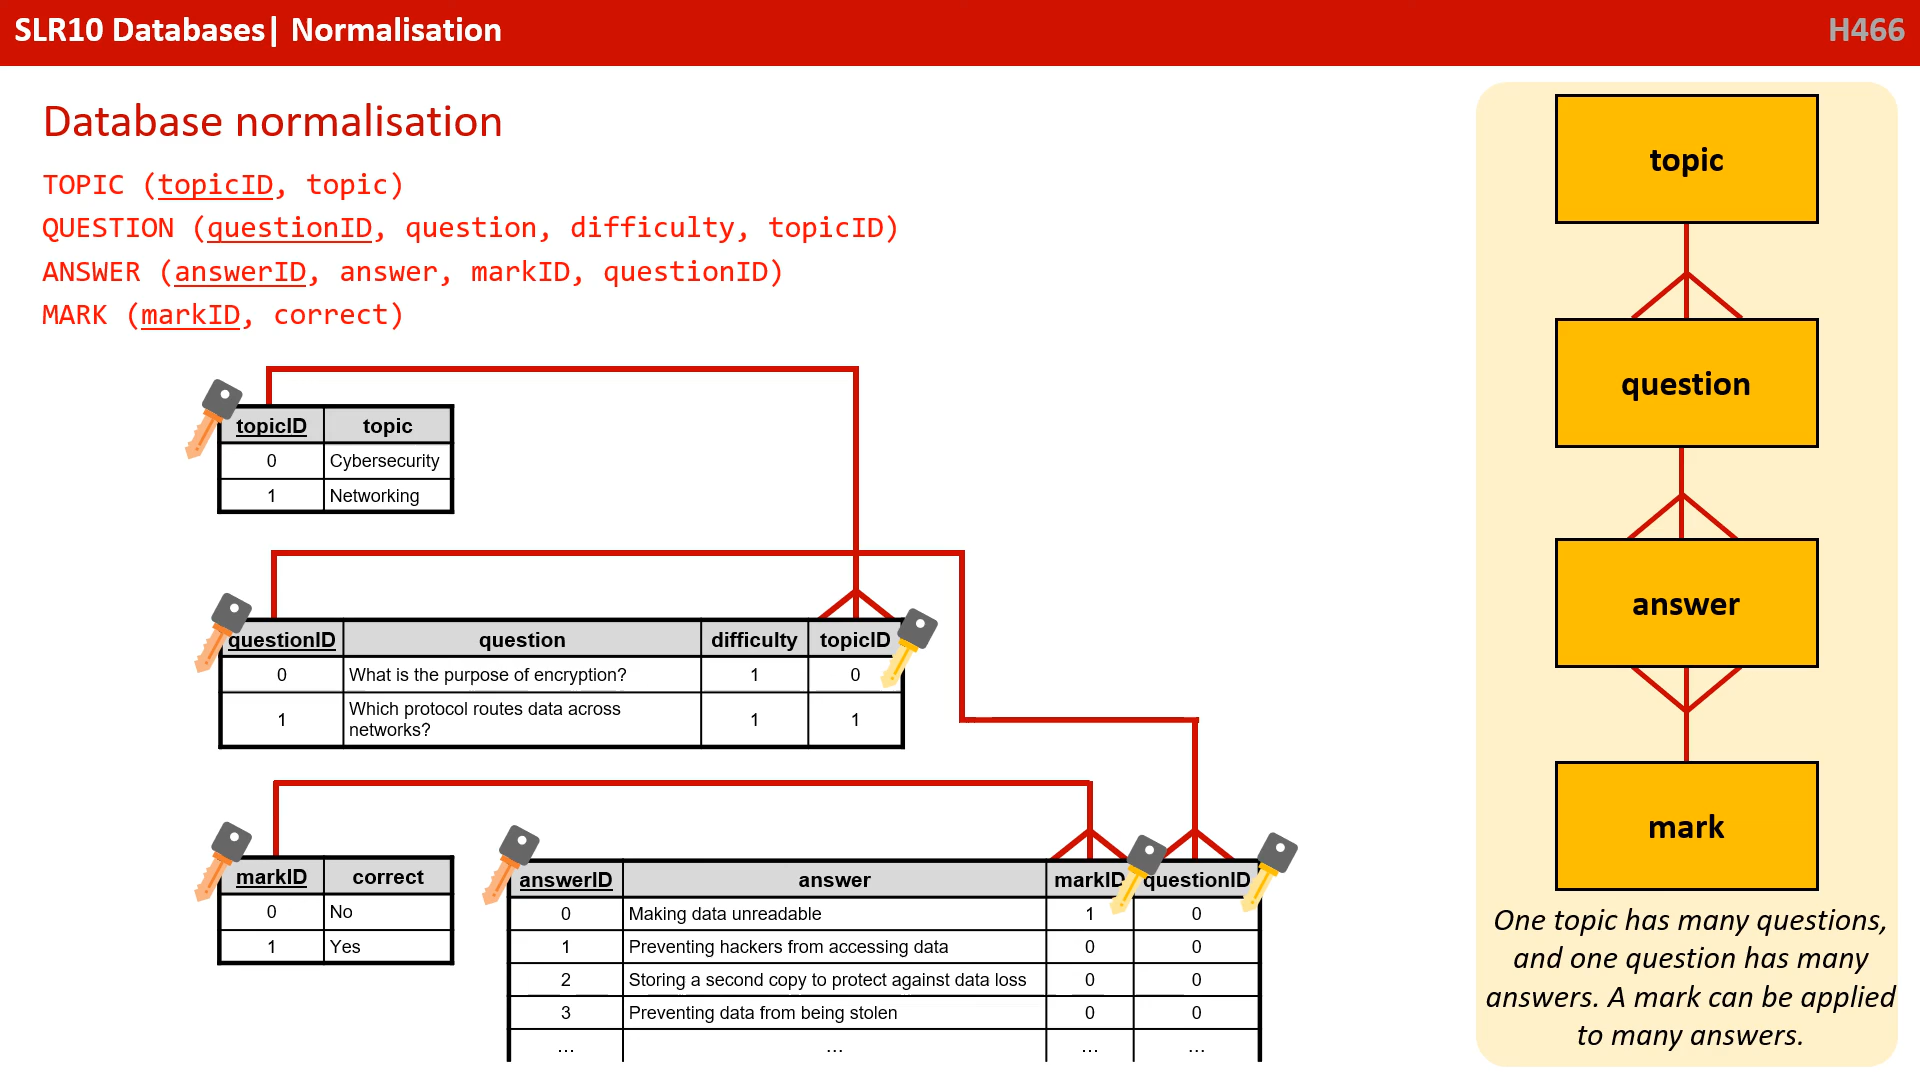 SLR10 Databases| Normalisation
H466
Database normalisation
TOPIC (topicID, topic)
QUESTION (questionID, question, difficulty, topicID)
ANSWER (answerID, answer, markID, questionID)
MARK (markID, correct)
topicID topic
0 Cybersecurity
1 Networking
questionID question difficulty topicID
0 What is the purpose of encryption? 1 0
1 Which protocol routes data across
networks? 1 1
markID correct
0 No
1 Yes
answerID answer markID questionID
0 Making data unreadable 1 0
1 Preventing hackers from accessing data 0 0
2 Storing a second copy to protect against data loss 0 0
3 Preventing data from being stolen 0 0
... ... ... ...
topic
question
answer
mark
One topic has many questions,
and one question has many
answers. A mark can be applied
to many answers.